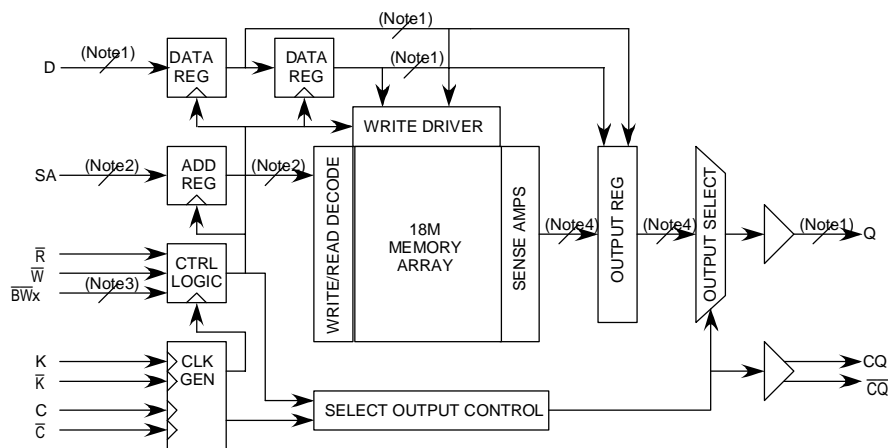 (Note1)
D
(Note1)
DATA
REG
DATA
REG
(Note1)
WRITE DRIVER
SA
(Note2)
ADD
REG
(Note2)
WRITE/READ DECODE
18M
MEMORY
ARRAY
SENSE AMPS
(Note4)
OUTPUT REG
(Note4)
OUTPUT SELECT
(Note1)
Q
R̅
W̅
B̅W̅x
(Note3)
CTRL
LOGIC
K
K̅
C
C̅
CLK
GEN
SELECT OUTPUT CONTROL
CQ
C̅Q̅